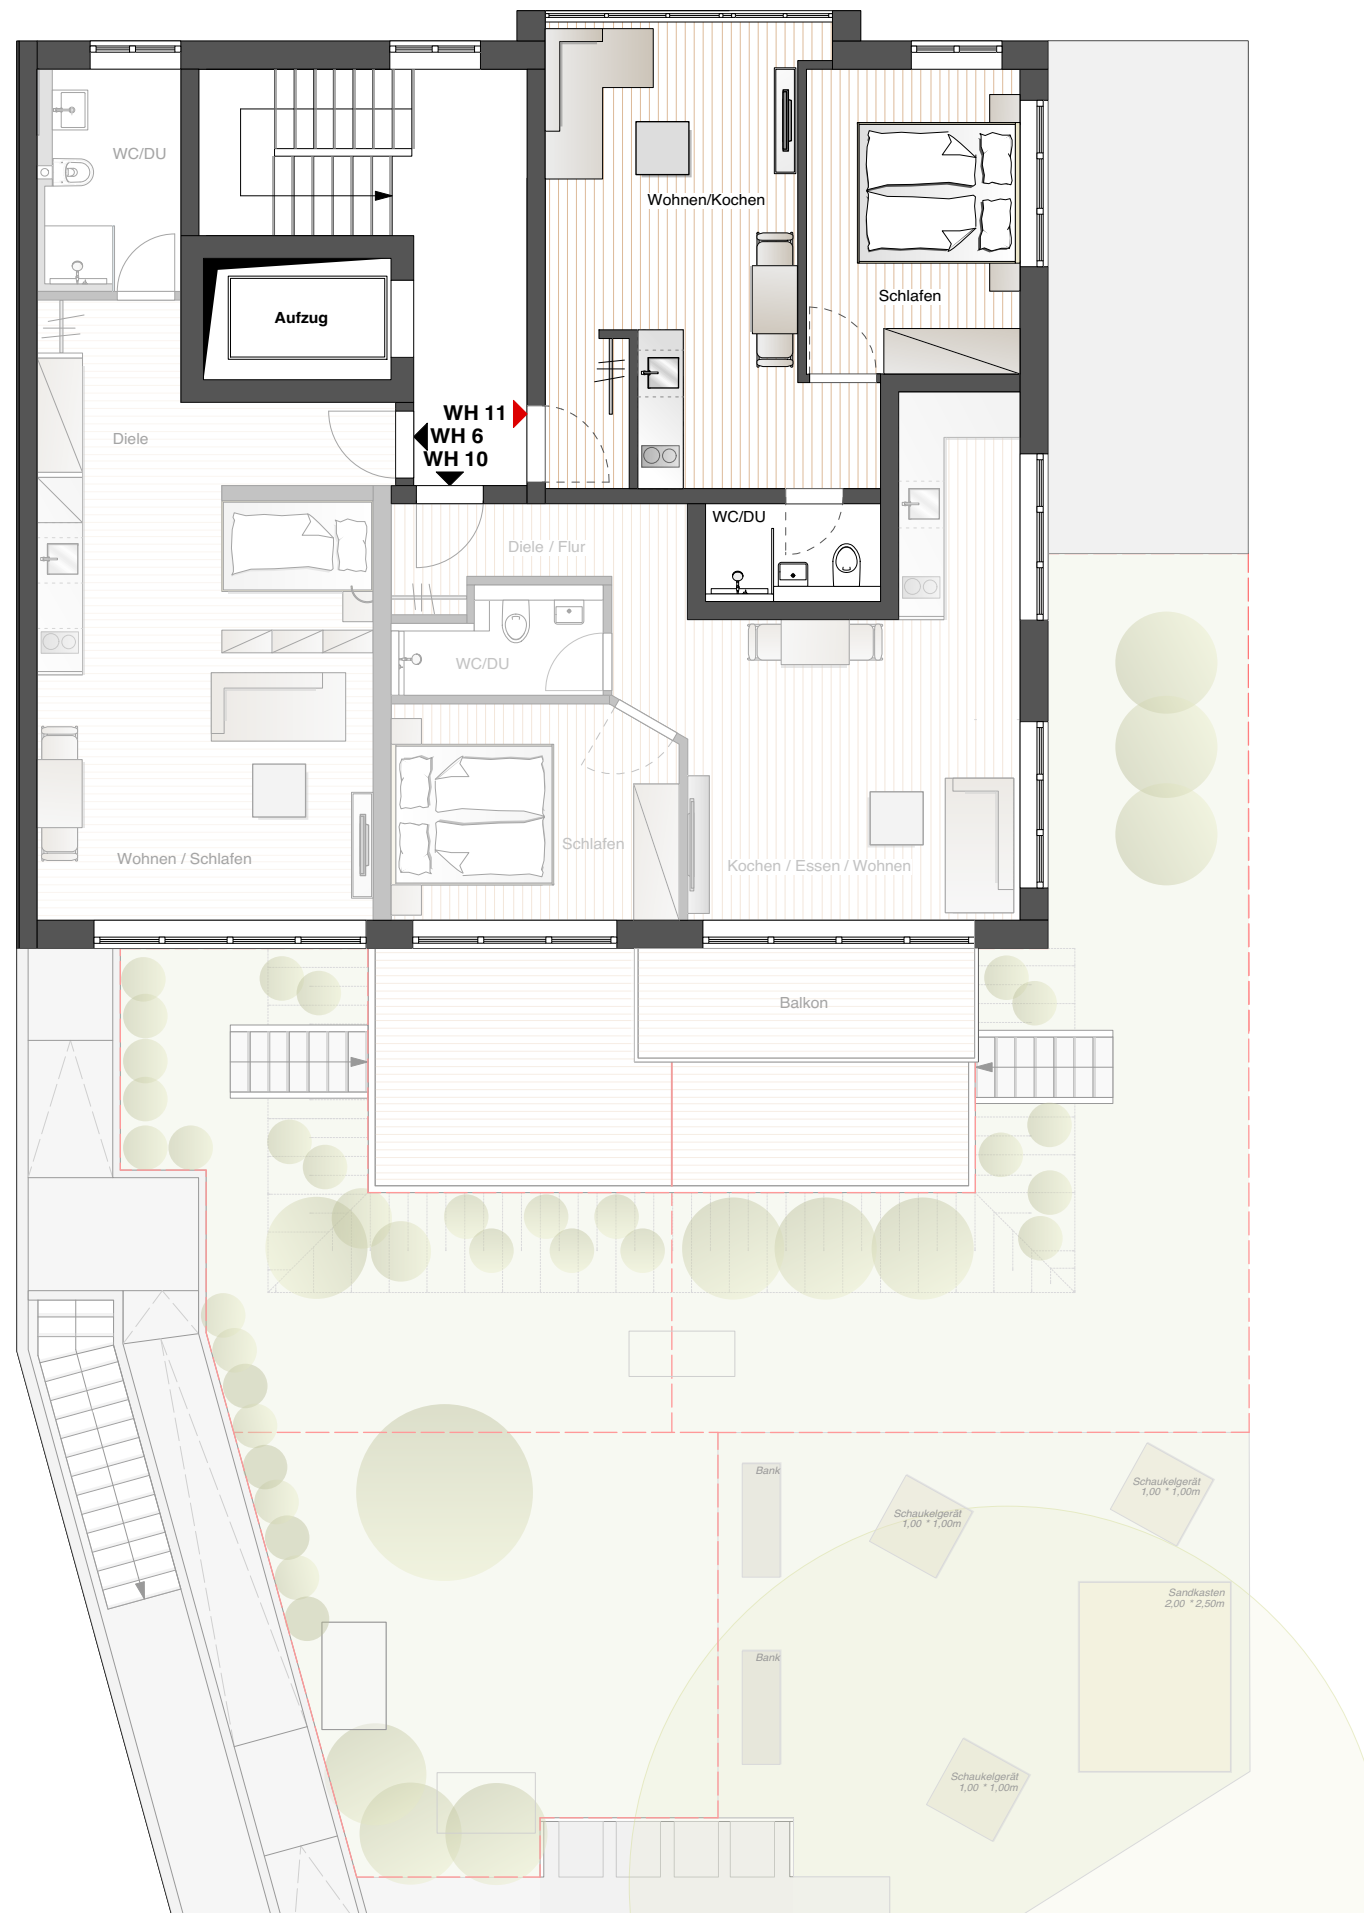 WC/DU
Wohnen/Kochen
Schlafen
Aufzug
WH 11
WH 6
WH 10
Diele
WC/DU
Diele / Flur
WC/DU
Schlafen
Wohnen / Schlafen
Kochen / Essen / Wohnen
Balkon
Bank
Schaukelgerät
1,00 * 1,00m
Schaukelgerät
1,00 * 1,00m
Sandkasten
2,00 * 2,50m
Bank
Schaukelgerät
1,00 * 1,00m